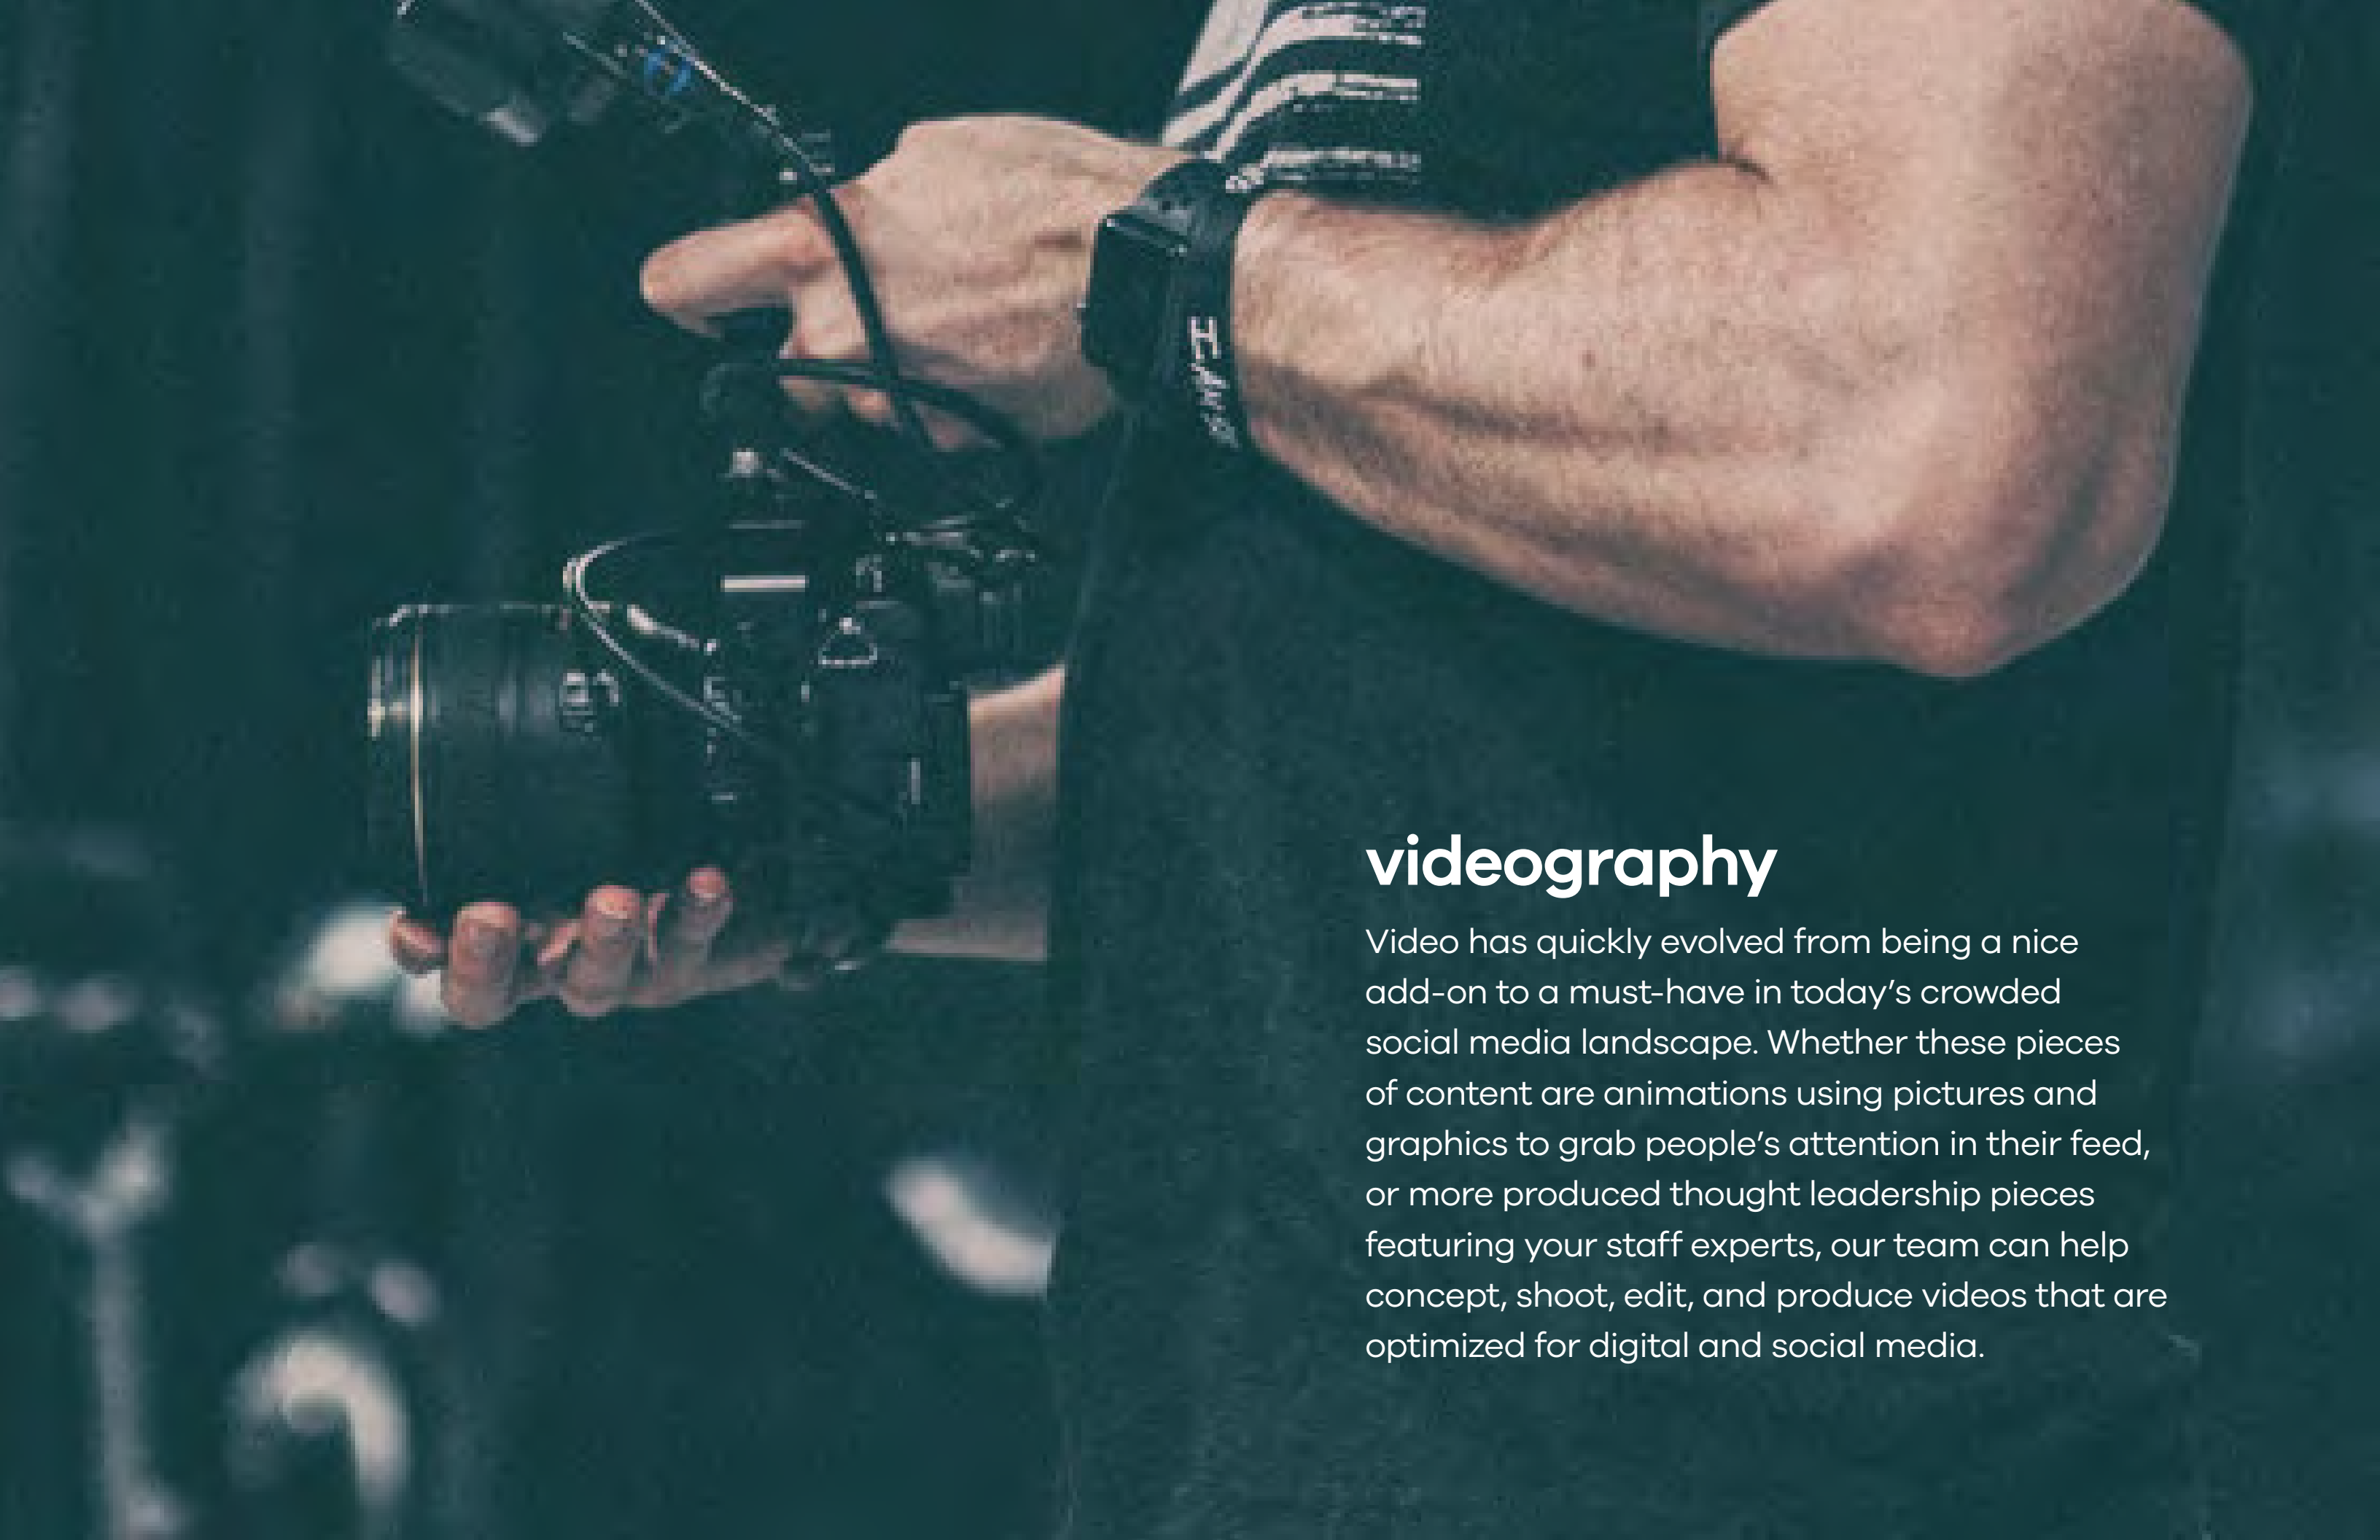 videography
Video has quickly evolved from being a nice
add-on to a must-have in today’s crowded
social media landscape. Whether these pieces
of content are animations using pictures and
graphics to grab people’s attention in their feed,
or more produced thought leadership pieces
featuring your staff experts, our team can help
concept, shoot, edit, and produce videos that are
optimized for digital and social media.